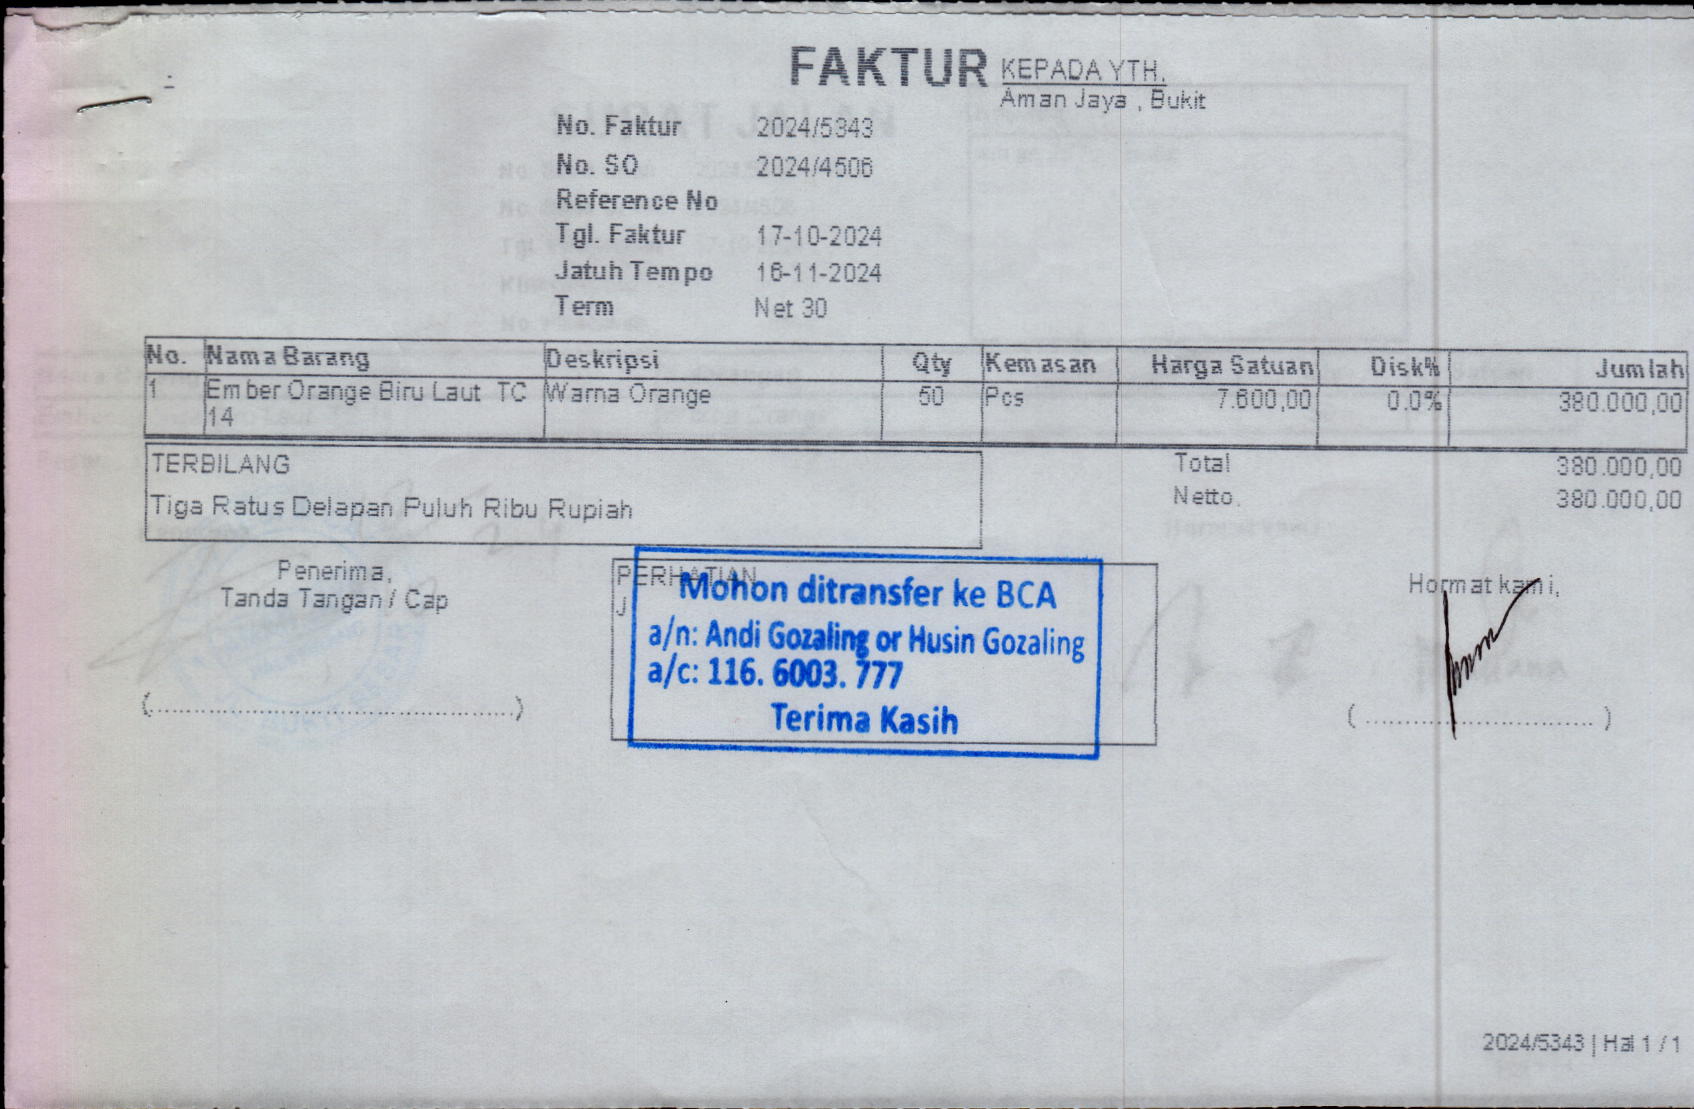 FAKTUR
KEPADA YTH.
Aman Jaya , Bukit
No. Faktur 2024/5343
No. SO 2024/4506
Reference No
Tgl. Faktur 17-10-2024
Jatuh Tempo 16-11-2024
Term Net 30
No. Nama Barang Deskripsi Qty Kemasan Harga Satuan Disk% Jumlah
1 Ember Orange Biru Laut TC Warna Orange 50 Pcs 7.600,00 0.0% 380.000,00
14
TERBILANG
Tiga Ratus Delapan Puluh Ribu Rupiah
Total 380.000,00
Netto. 380.000,00
Penerima,
Tanda Tangan / Cap
(........................................)
PERHATIAN
J
Mohon ditransfer ke BCA
a/n: Andi Gozaling or Husin Gozaling
a/c: 116. 6003. 777
Terima Kasih
Hormat kami,
( .............................. )
2024/5343 | Hal 1 / 1